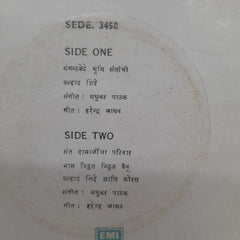 SEDE. 3458
SIDE ONE
मंगळवेढे भूमि संतांची
प्रल्हाद शिंदे
संगीत : मधुकर पाठक
गीत : हरेन्द्र जाधव
SIDE TWO
संत दामाजीचा परिवार
नाम विठ्ठल विठ्ठल घेवू
प्रल्हाद शिंदे आणि कोरस
संगीत : मधुकर पाठक
गीत : हरेन्द्र जाधव
EMI